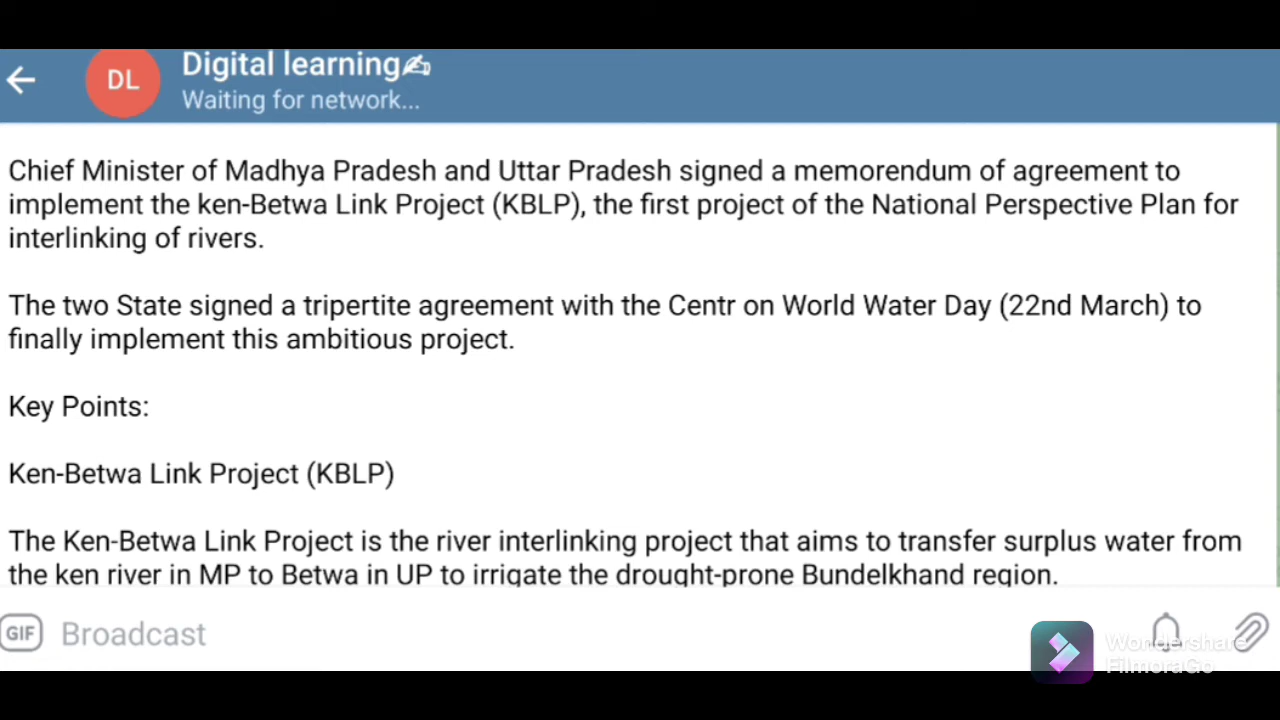 DL
Digital learning✍
Waiting for network...
Chief Minister of Madhya Pradesh and Uttar Pradesh signed a memorendum of agreement to
implement the ken-Betwa Link Project (KBLP), the first project of the National Perspective Plan for
interlinking of rivers.
The two State signed a tripertite agreement with the Centr on World Water Day (22nd March) to
finally implement this ambitious project.
Key Points:
Ken-Betwa Link Project (KBLP)
The Ken-Betwa Link Project is the river interlinking project that aims to transfer surplus water from
the ken river in MP to Betwa in UP to irrigate the drought-prone Bundelkhand region.
GIF
Broadcast
Wondershare
FilmoraGo